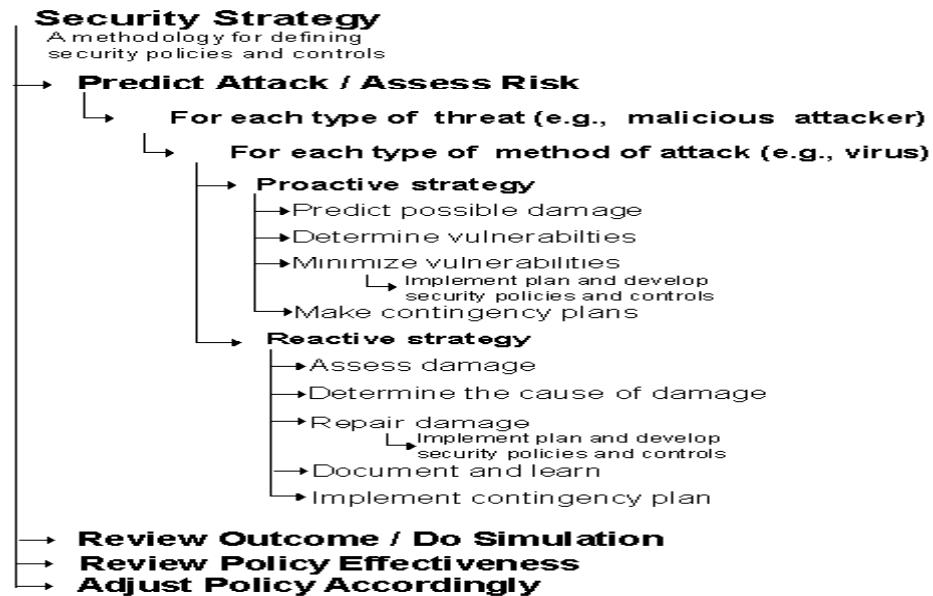 Security Strategy
A methodology for defining
security policies and controls
Predict Attack / Assess Risk
For each type of threat (e.g., malicious attacker)
For each type of method of attack (e.g., virus)
Proactive strategy
Predict possible damage
Determine vulnerabilties
Minimize vulnerabilities
Implement plan and develop
security policies and controls
Make contingency plans
Reactive strategy
Assess damage
Determine the cause of damage
Repair damage
Implement plan and develop
security policies and controls
Document and learn
Implement contingency plan
Review Outcome / Do Simulation
Review Policy Effectiveness
Adjust Policy Accordingly